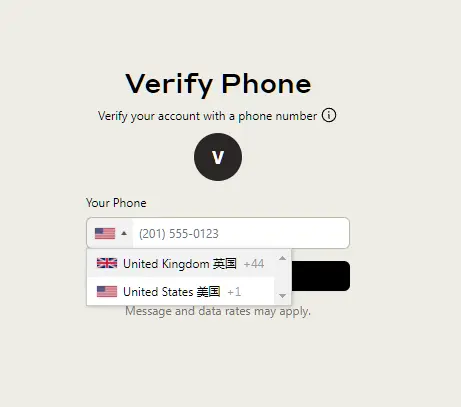 Verify Phone
Verify your account with a phone number
V
Your Phone
(201) 555-0123
United Kingdom 英国 +44
United States 美国 +1
Message and data rates may apply.